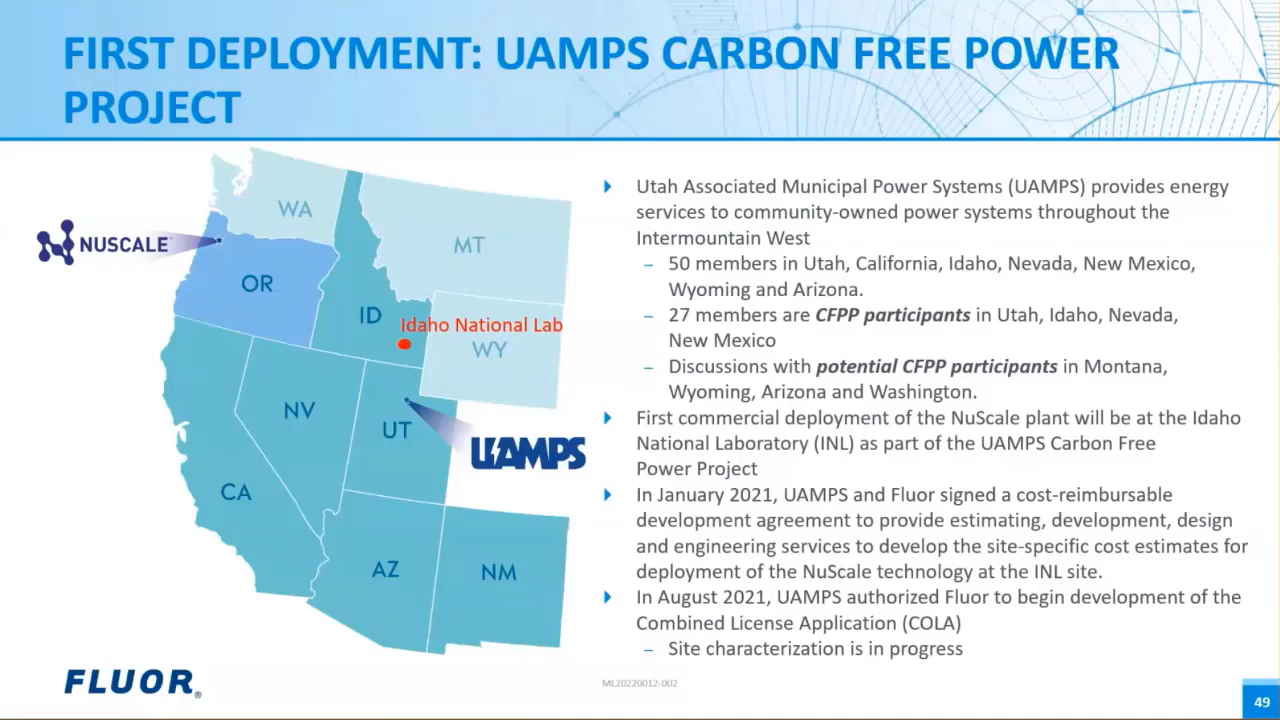 FIRST DEPLOYMENT: UAMPS CARBON FREE POWER
PROJECT
WA
MT
NUSCALE
OR
ID
Idaho National Lab
WY
NV
UT
UAMPS
CA
AZ
NM
Utah Associated Municipal Power Systems (UAMPS) provides energy
services to community-owned power systems throughout the
Intermountain West
– 50 members in Utah, California, Idaho, Nevada, New Mexico,
Wyoming and Arizona.
– 27 members are CFPP participants in Utah, Idaho, Nevada,
New Mexico
– Discussions with potential CFPP participants in Montana,
Wyoming, Arizona and Washington.
First commercial deployment of the NuScale plant will be at the Idaho
National Laboratory (INL) as part of the UAMPS Carbon Free
Power Project
In January 2021, UAMPS and Fluor signed a cost-reimbursable
development agreement to provide estimating, development, design
and engineering services to develop the site-specific cost estimates for
deployment of the NuScale technology at the INL site.
In August 2021, UAMPS authorized Fluor to begin development of the
Combined License Application (COLA)
– Site characterization is in progress
FLUOR®
ML20220012-002
49